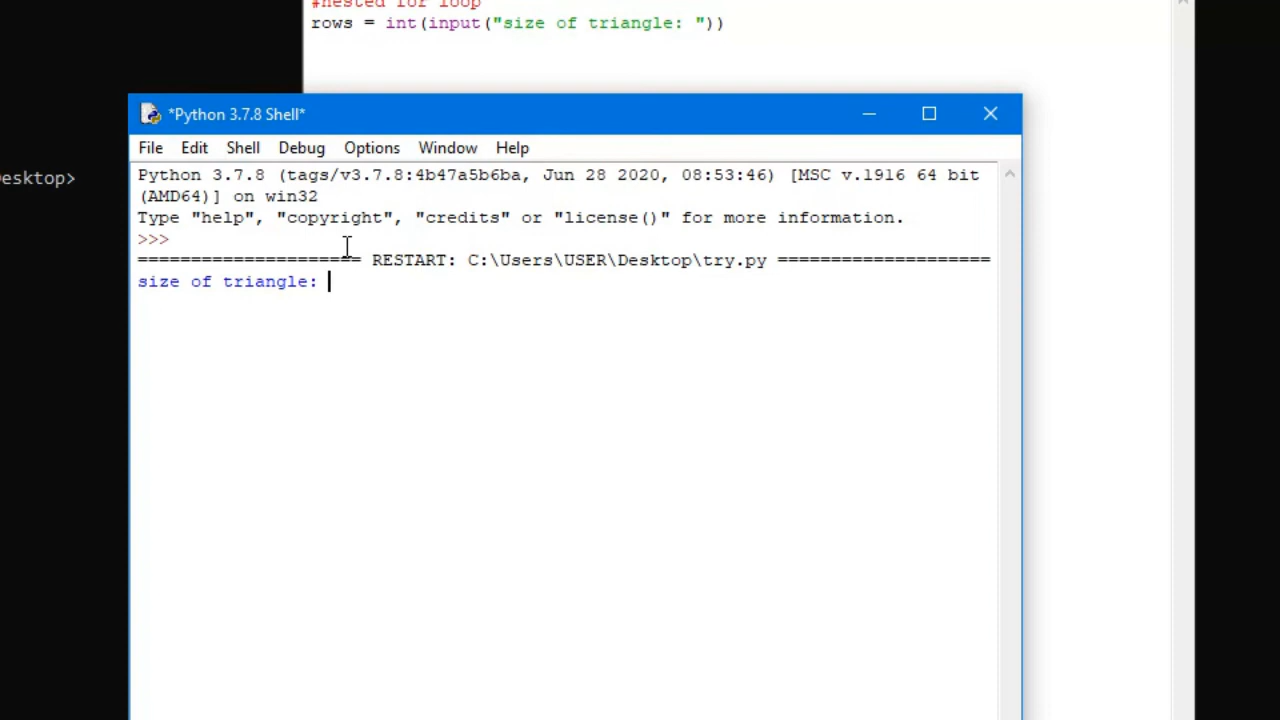 #nested for loop
rows = int(input("size of triangle: "))
*Python 3.7.8 Shell*
File Edit Shell Debug Options Window Help
esktop>
Python 3.7.8 (tags/v3.7.8:4b47a5b6ba, Jun 28 2020, 08:53:46) [MSC v.1916 64 bit
(AMD64)] on win32
Type "help", "copyright", "credits" or "license()" for more information.
>>>
===================== RESTART: C:\Users\USER\Desktop\try.py ====================
size of triangle: